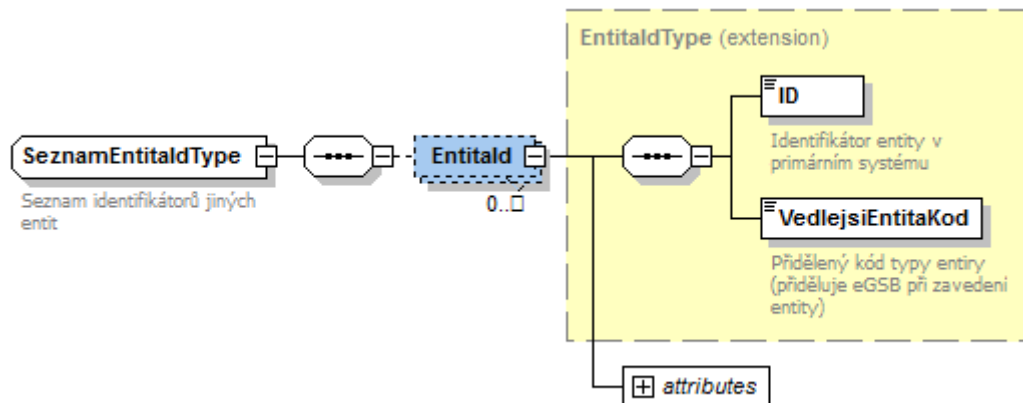 EntitaIdType (extension)
ID
Identifikátor entity v
primárním systému
SeznamEntitaIdType
Seznam identifikátorů jiných
entit
EntitaId
0..□
VedlejsiEntitaKod
Přidělený kód typy entiry
(přiděluje eGSB při zavedení
entity)
attributes